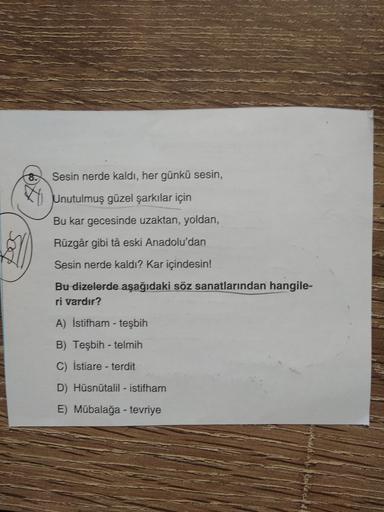 8. Sesin nerde kaldı, her günkü sesin,
Unutulmuş güzel şarkılar için
Bu kar gecesinde uzaktan, yoldan,
Rüzgâr gibi tâ eski Anadolu'dan
Sesin nerde kaldı? Kar içindesin!
Bu dizelerde aşağıdaki söz sanatlarından hangile-
ri vardır?
A) İstifham - teşbih
B) Teşbih - telmih
C) İstiare - terdit
D) Hüsnütalil - istifham
E) Mübalağa - tevriye